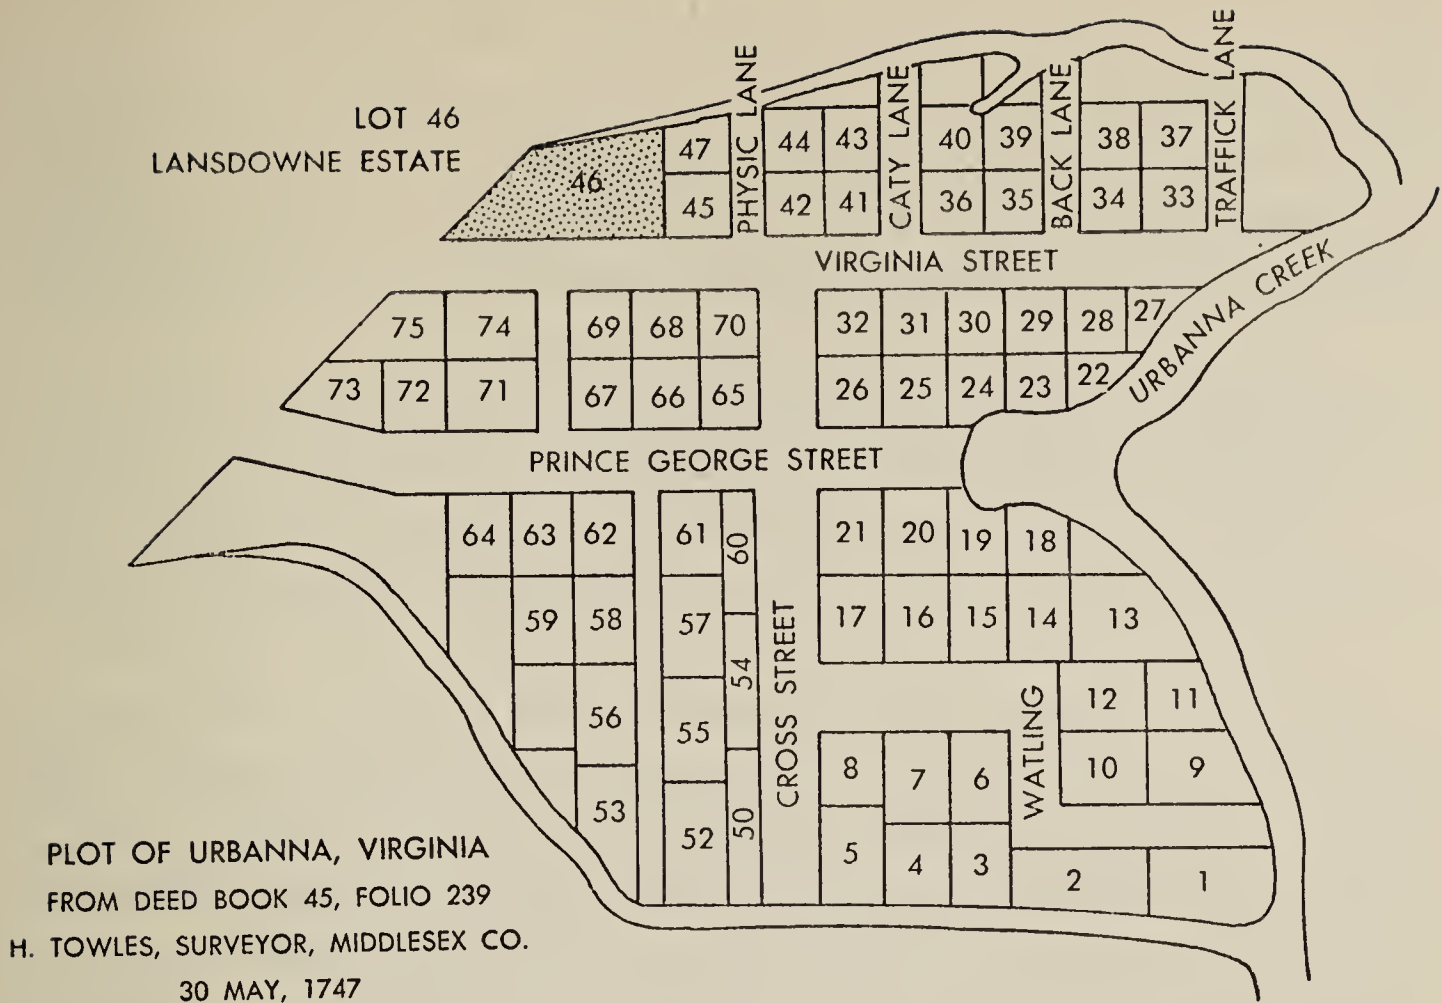 LOT 46
LANSDOWNE ESTATE
PHYSIC LANE
CATY LANE
BACK LANE
TRAFFICK LANE
47 44 43 40 39 38 37
46
45 42 41 36 35 34 33
VIRGINIA STREET
URBANNA CREEK
75 74 69 68 70 32 31 30 29 28 27
73 72 71 67 66 65 26 25 24 23 22
PRINCE GEORGE STREET
64 63 62 61 60 21 20 19 18
59 58 57 54 17 16 15 14 13
CROSS STREET
WATLING
56 55 12 11
8 7 6 10 9
53 52 50 5 4 3 2 1
PLOT OF URBANNA, VIRGINIA
FROM DEED BOOK 45, FOLIO 239
H. TOWLES, SURVEYOR, MIDDLESEX CO.
30 MAY, 1747